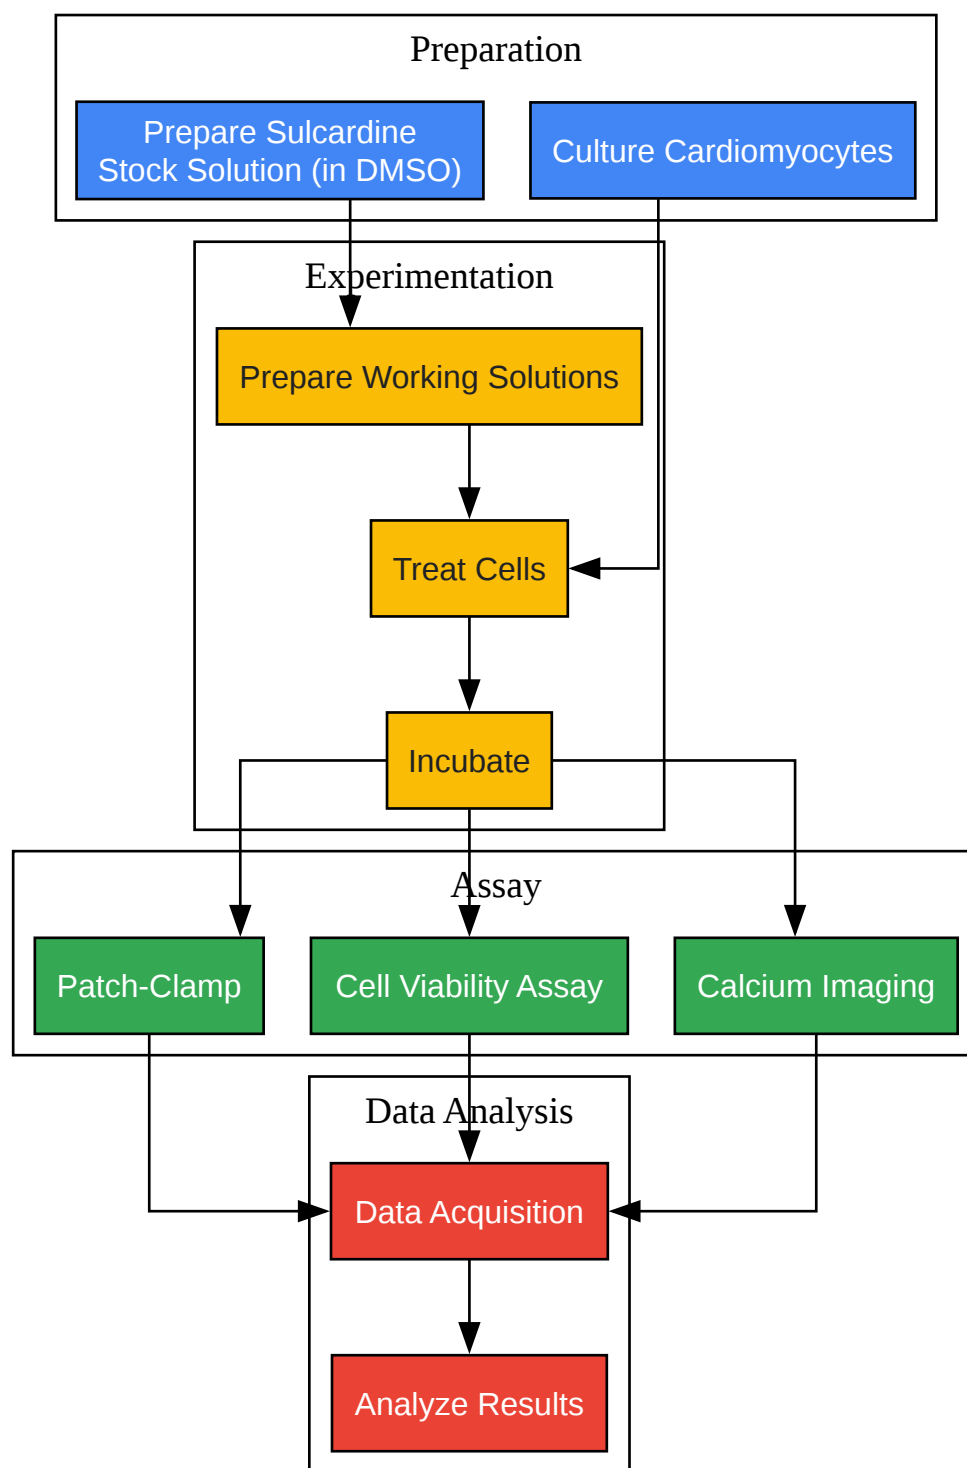 Preparation
Prepare Sulcardine
Stock Solution (in DMSO)
Culture Cardiomyocytes
Experimentation
Prepare Working Solutions
Treat Cells
Incubate
Assay
Patch-Clamp
Cell Viability Assay
Calcium Imaging
Data Analysis
Data Acquisition
Analyze Results